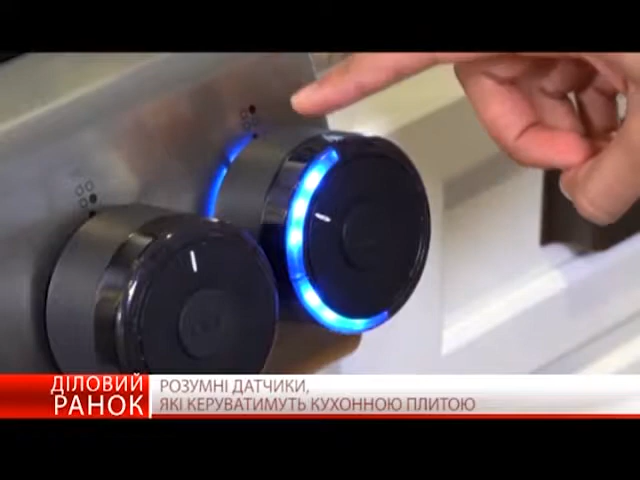 ДІЛОВИЙ
РАНОК
РОЗУМНІ ДАТЧИКИ,
ЯКІ КЕРУВАТИМУТЬ КУХОННОЮ ПЛИТОЮ